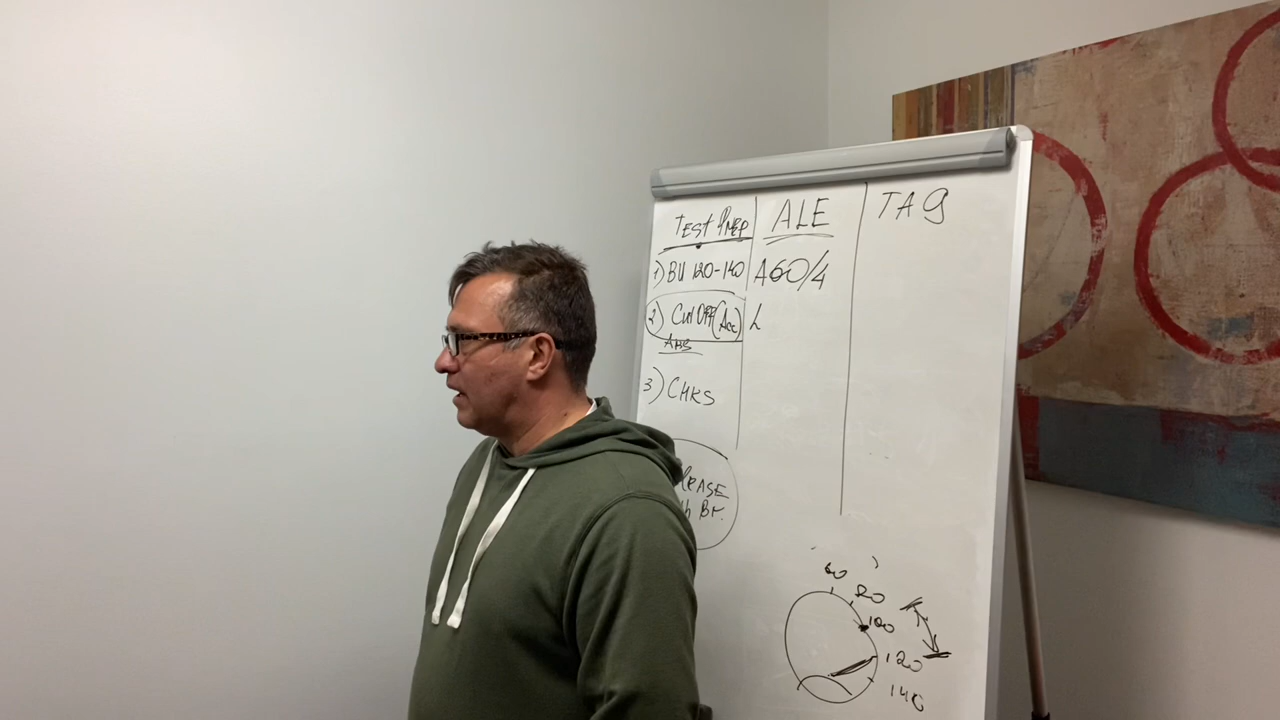 TEST PREP
ALE
TAG
1) BU 120-140
A60/4
2) CUT OFF (Acc)
L
3) CHKS
BR.
60
80
100
120
140